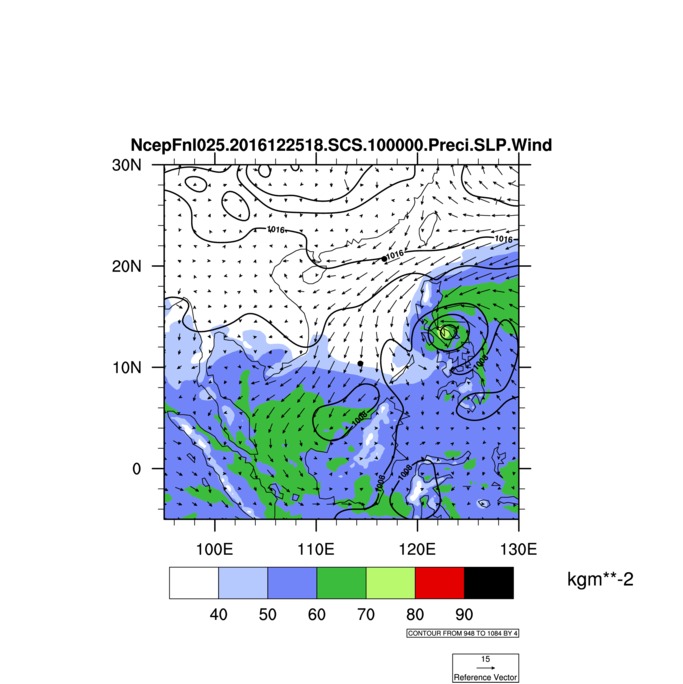 NcepFnl025.2016122518.SCS.100000.Preci.SLP.Wind
30N
1016
1016
1016
20N
1008
10N
1008
1008
1008
0
100E 110E 120E 130E
kgm**-2
40 50 60 70 80 90
CONTOUR FROM 948 TO 1084 BY 4
15
Reference Vector